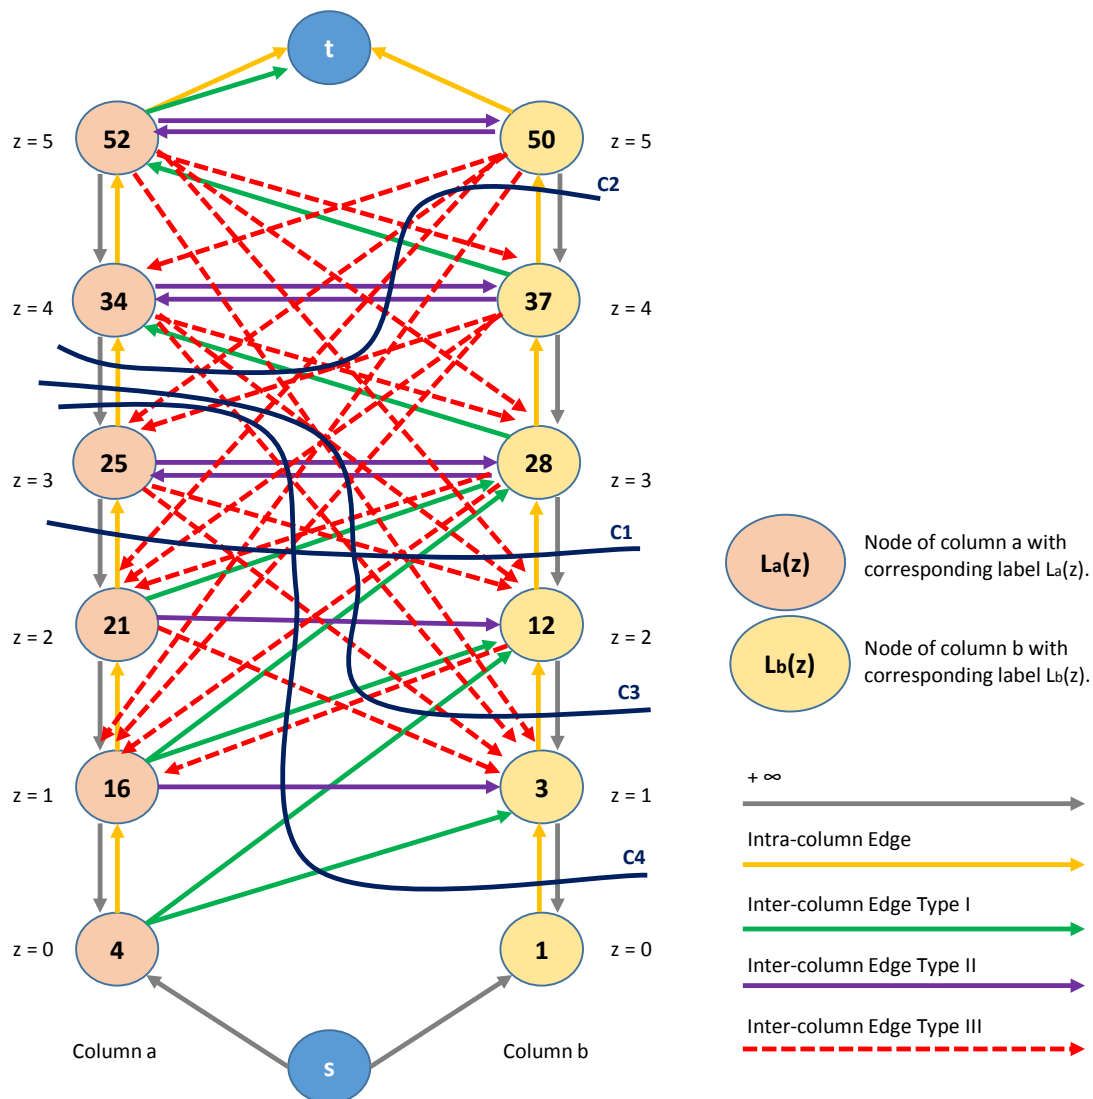 t
z = 5 52 50 z = 5
C2
z = 4 34 37 z = 4
z = 3 25 28 z = 3
C1
z = 2 21 12 z = 2
C3
z = 1 16 3 z = 1
C4
z = 0 4 1 z = 0
Column a Column b
s
La(z)
Node of column a with
corresponding label La(z).
Lb(z)
Node of column b with
corresponding label Lb(z).
+ ∞
Intra-column Edge
Inter-column Edge Type I
Inter-column Edge Type II
Inter-column Edge Type III